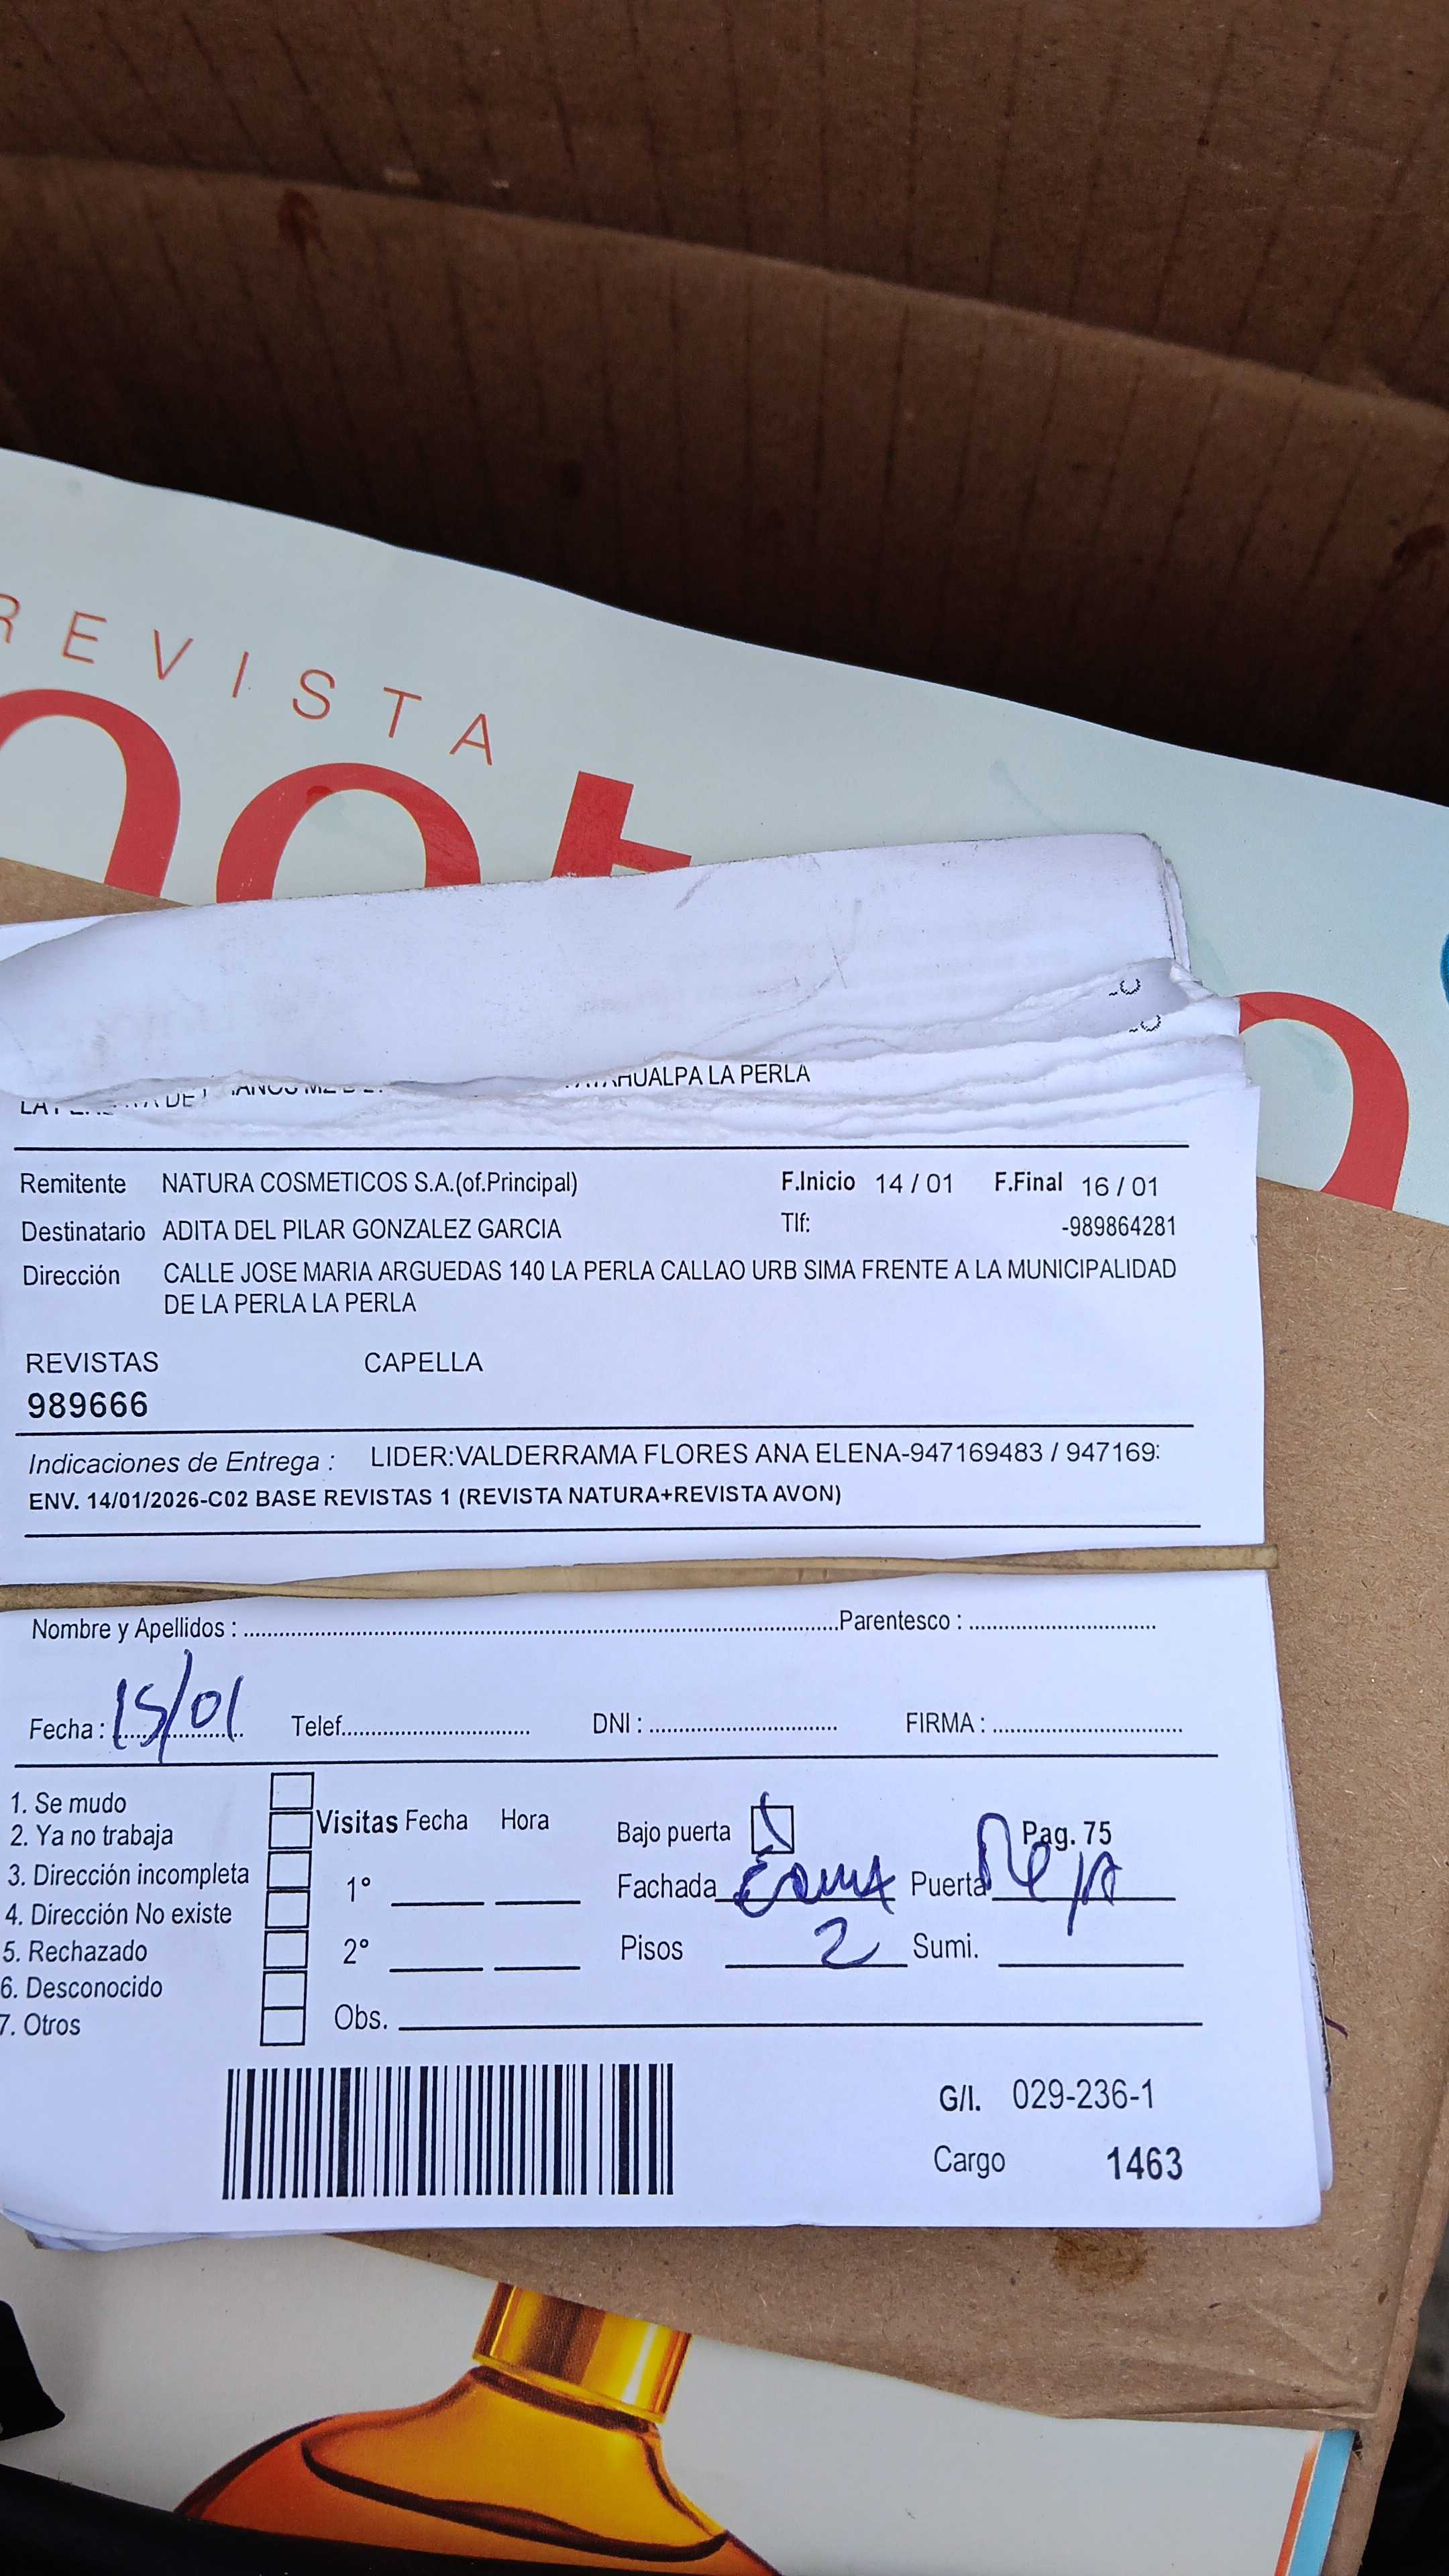 REVISTA
HUALPA LA PERLA
Remitente NATURA COSMETICOS S.A.(of.Principal) F.Inicio 14 / 01 F.Final 16 / 01
Destinatario ADITA DEL PILAR GONZALEZ GARCIA Tlf: -989864281
Dirección CALLE JOSE MARIA ARGUEDAS 140 LA PERLA CALLAO URB SIMA FRENTE A LA MUNICIPALIDAD
DE LA PERLA LA PERLA
REVISTAS CAPELLA
989666
Indicaciones de Entrega : LIDER:VALDERRAMA FLORES ANA ELENA-947169483 / 947169
ENV. 14/01/2026-C02 BASE REVISTAS 1 (REVISTA NATURA+REVISTA AVON)
Nombre y Apellidos : Parentesco :
Fecha : 15/01 Telef. DNI : FIRMA :
1. Se mudo
2. Ya no trabaja
3. Dirección incompleta
4. Dirección No existe
5. Rechazado
6. Desconocido
7. Otros
Visitas Fecha Hora
1°
2°
Obs.
Bajo puerta Pag. 75
Fachada Puerta
Pisos 2 Sumi.
G/I. 029-236-1
Cargo 1463